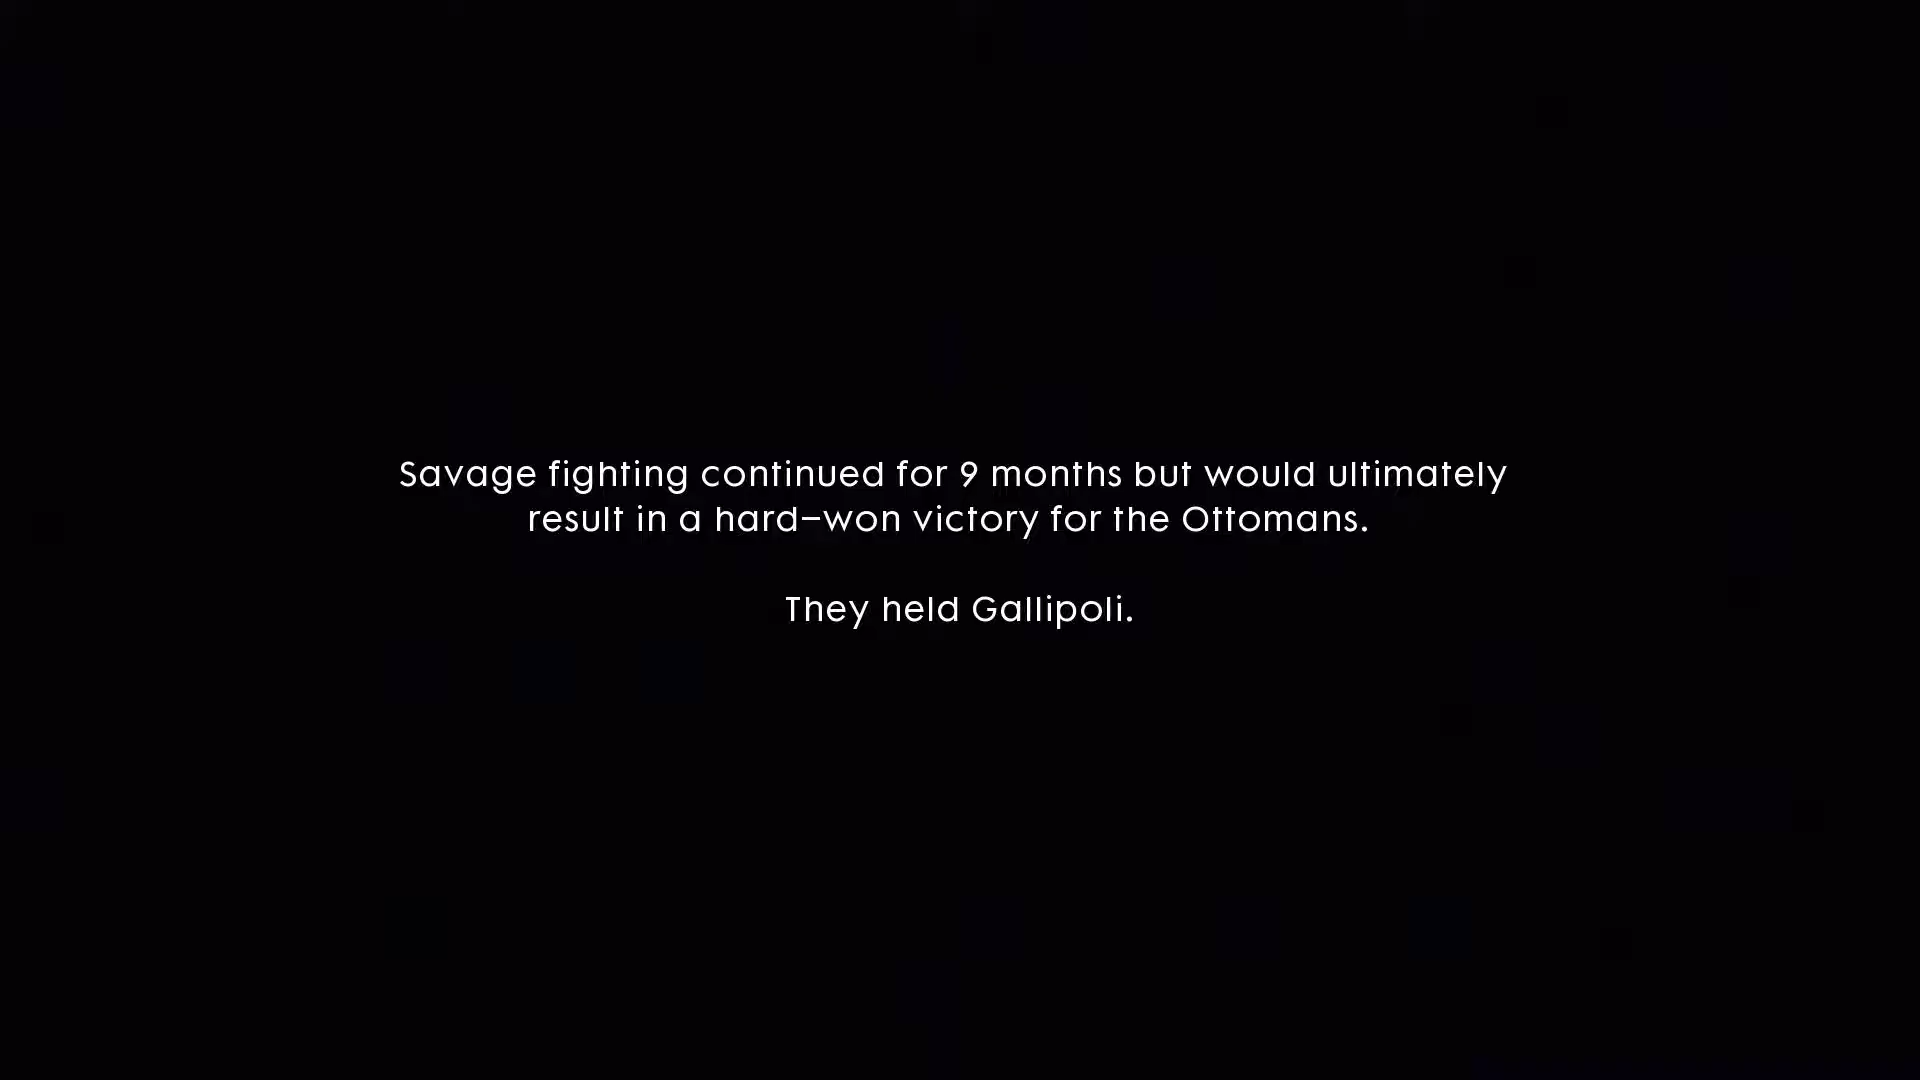 Savage fighting continued for 9 months but would ultimately
result in a hard–won victory for the Ottomans.
They held Gallipoli.